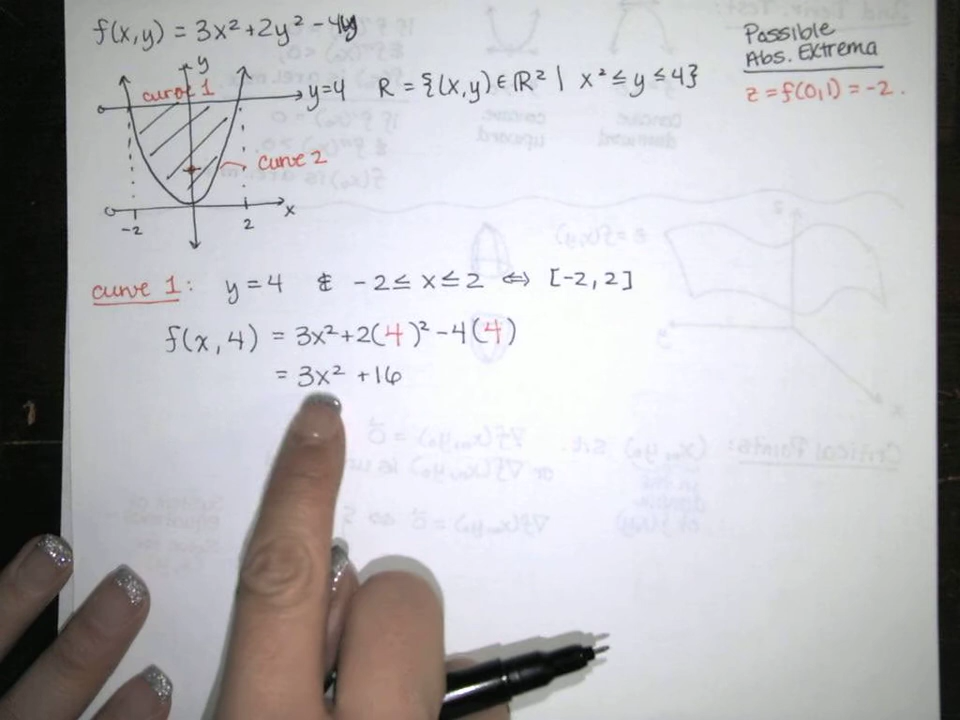 f(x,y) = 3x² + 2y² - 4y
Possible
Abs. Extrema
z = f(0,1) = -2.
y
curve 1
y=4 R = {(x,y) ∈ ℝ² | x² ≤ y ≤ 4}
curve 2
x
-2 2
curve 1: y = 4 & -2 ≤ x ≤ 2 ⇔ [-2, 2]
f(x, 4) = 3x² + 2(4)² - 4(4)
= 3x² + 16